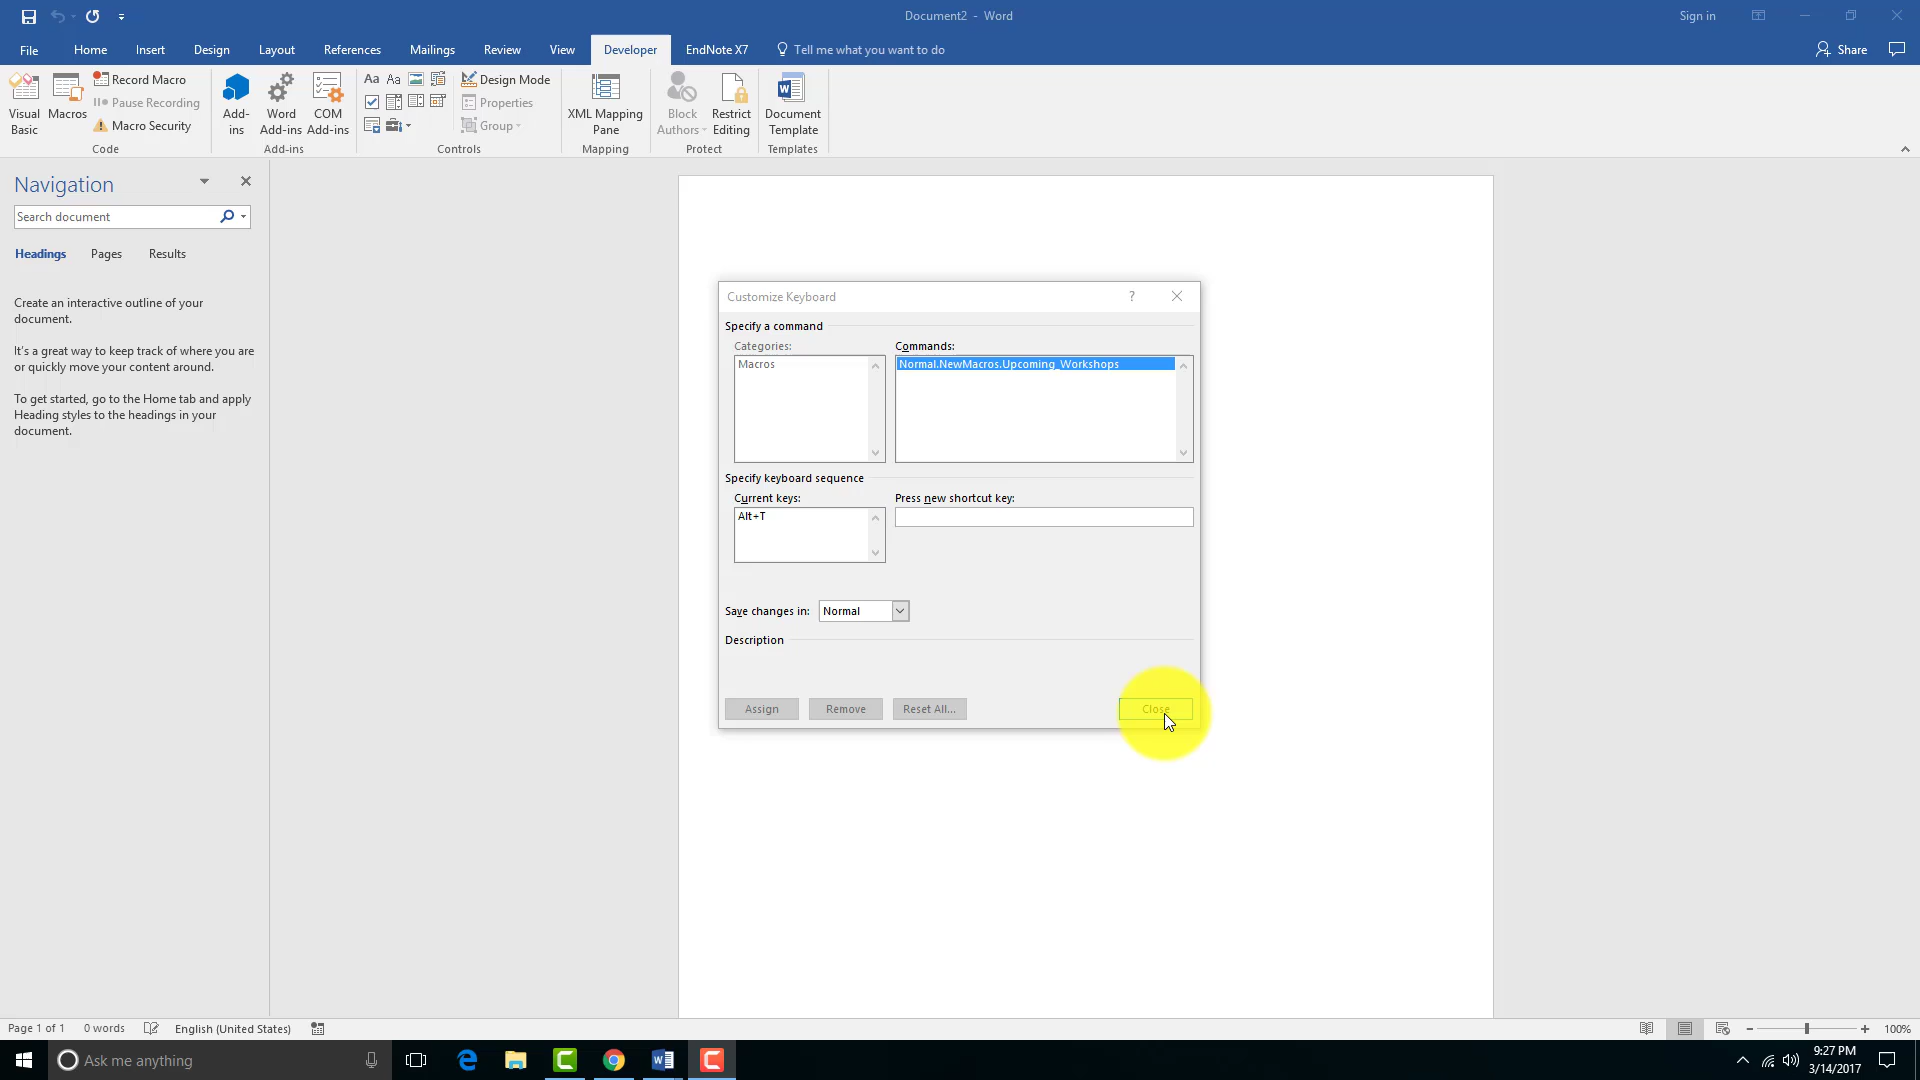 Document2 - Word
Sign in
File Home Insert Design Layout References Mailings Review View Developer EndNote X7 Tell me what you want to do Share
Visual Basic
Macros
Record Macro
Pause Recording
Macro Security
Code
Add-ins
Word Add-ins
COM Add-ins
Add-ins
Aa Aa
Design Mode
Properties
Group
Controls
XML Mapping Pane
Mapping
Block Authors
Restrict Editing
Protect
Document Template
Templates
Navigation
Search document
Headings Pages Results
Create an interactive outline of your
document.
It's a great way to keep track of where you are
or quickly move your content around.
To get started, go to the Home tab and apply
Heading styles to the headings in your
document.
Customize Keyboard ?
Specify a command
Categories: Commands:
Macros Normal.NewMacros.Upcoming_Workshops
Specify keyboard sequence
Current keys: Press new shortcut key:
Alt+T
Save changes in: Normal
Description
Assign Remove Reset All... Close
Page 1 of 1 0 words English (United States) 100%
Ask me anything
9:27 PM
3/14/2017